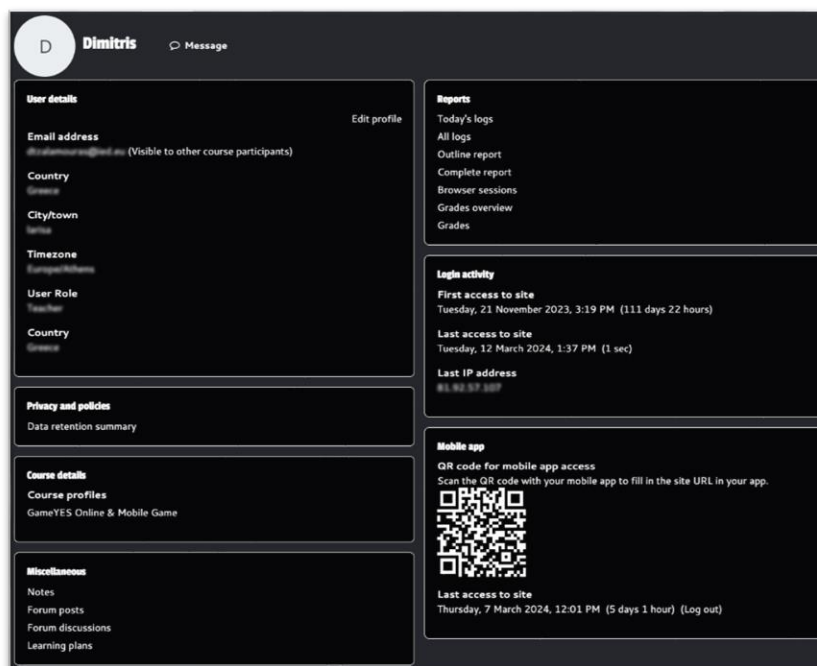 D
Dimitris
Message
User details
Edit profile
Email address
(Visible to other course participants)
Country
City/town
Timezone
User Role
Country
Privacy and policies
Data retention summary
Course details
Course profiles
GameYES Online & Mobile Game
Miscellaneous
Notes
Forum posts
Forum discussions
Learning plans
Reports
Today's logs
All logs
Outline report
Complete report
Browser sessions
Grades overview
Grades
Login activity
First access to site
Tuesday, 21 November 2023, 3:19 PM (111 days 22 hours)
Last access to site
Tuesday, 12 March 2024, 1:37 PM (1 sec)
Last IP address
Mobile app
QR code for mobile app access
Scan the QR code with your mobile app to fill in the site URL in your app.
Last access to site
Thursday, 7 March 2024, 12:01 PM (5 days 1 hour) (Log out)